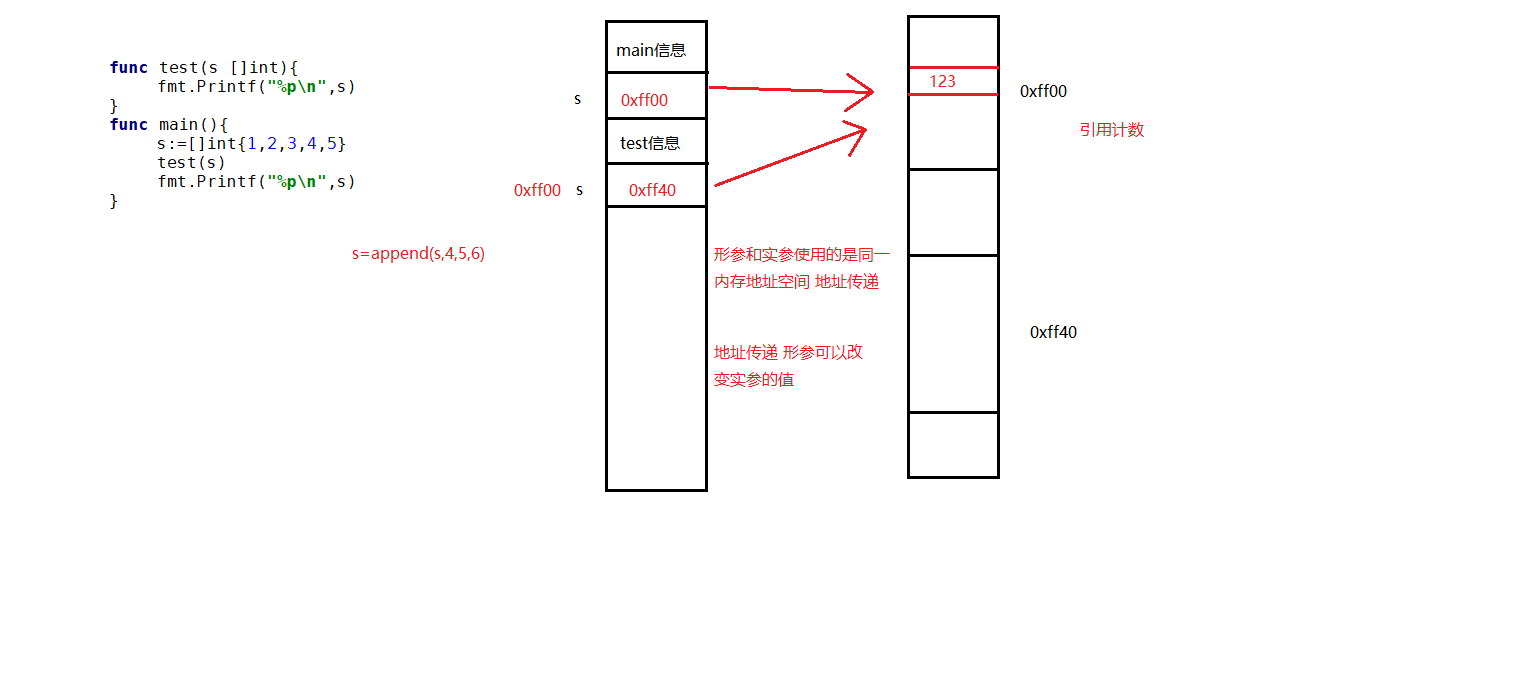 func test(s []int){
fmt.Printf("%p\n",s)
}
func main(){
s:=[]int{1,2,3,4,5}
test(s)
fmt.Printf("%p\n",s)
}
s=append(s,4,5,6)
main信息
s
0xff00
test信息
0xff00
s
0xff40
形参和实参使用的是同一
内存地址空间 地址传递
地址传递 形参可以改
变实参的值
123
0xff00
引用计数
0xff40